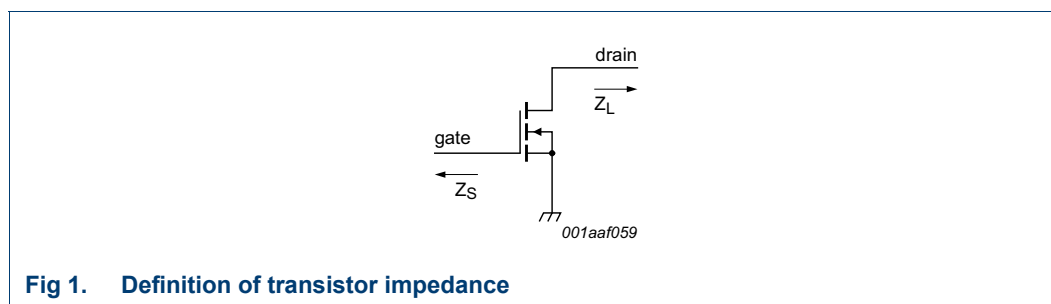 drain
Z_L
gate
Z_S
001aaf059
Fig 1. Definition of transistor impedance